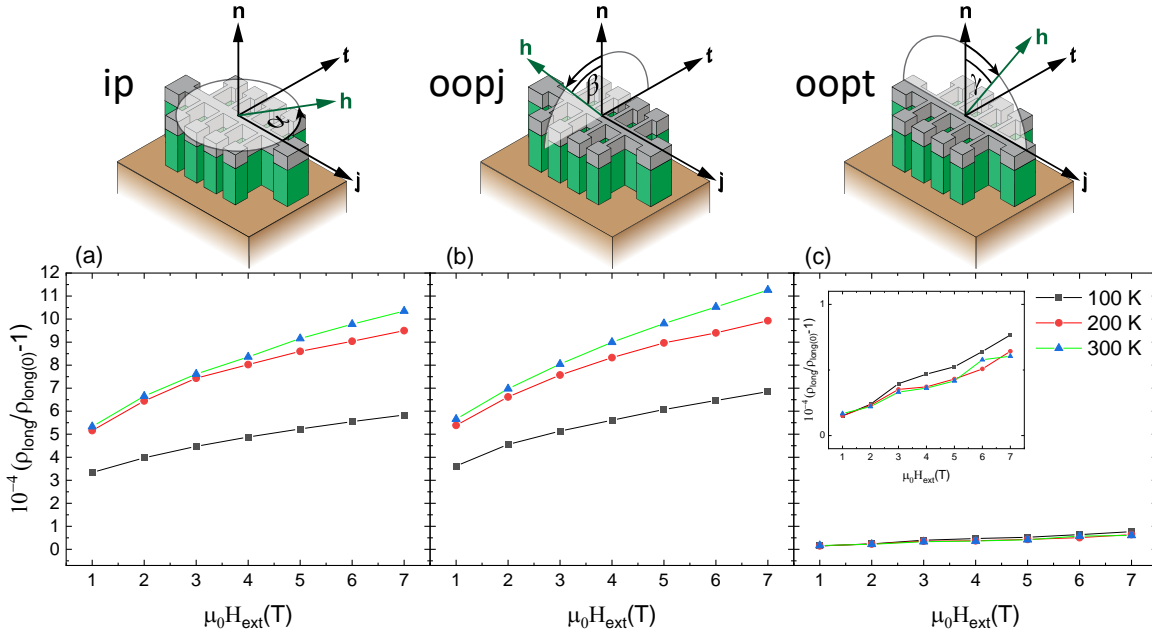 ip
n
t
h
α
j
oopj
n
t
h
β
j
oopt
n
t
h
γ
j
(a)
12
11
10
9
8
7
6
5
4
3
2
1
0
10⁻⁴ (ρlong/ρlong(0)-1)
1 2 3 4 5 6 7
μ₀Hext(T)
(b)
1 2 3 4 5 6 7
μ₀Hext(T)
(c)
1
0
10⁻⁴ (ρlong/ρlong(0)-1)
1 2 3 4 5 6 7
μ₀Hext(T)
100 K
200 K
300 K
1 2 3 4 5 6 7
μ₀Hext(T)